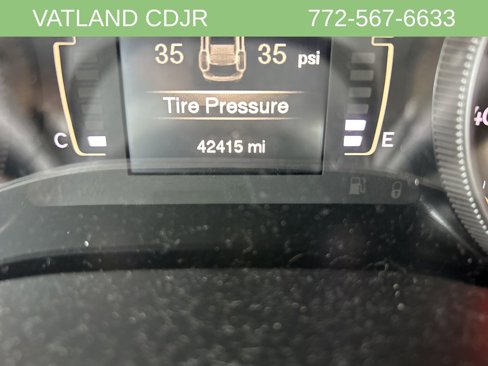 VATLAND CDJR 772-567-6633
35 35 psi
Tire Pressure
C 42415 mi E